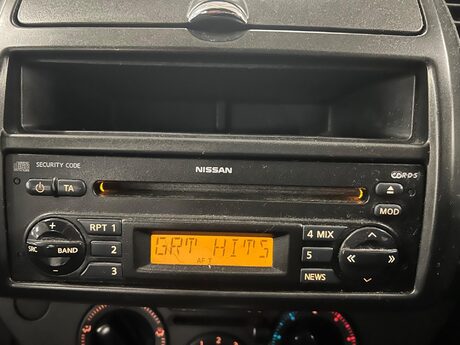 SECURITY CODE
NISSAN
TA
MOD
RPT 1
GRT HITS
4 MIX
SRC
BAND
2
5
AF T
3
NEWS